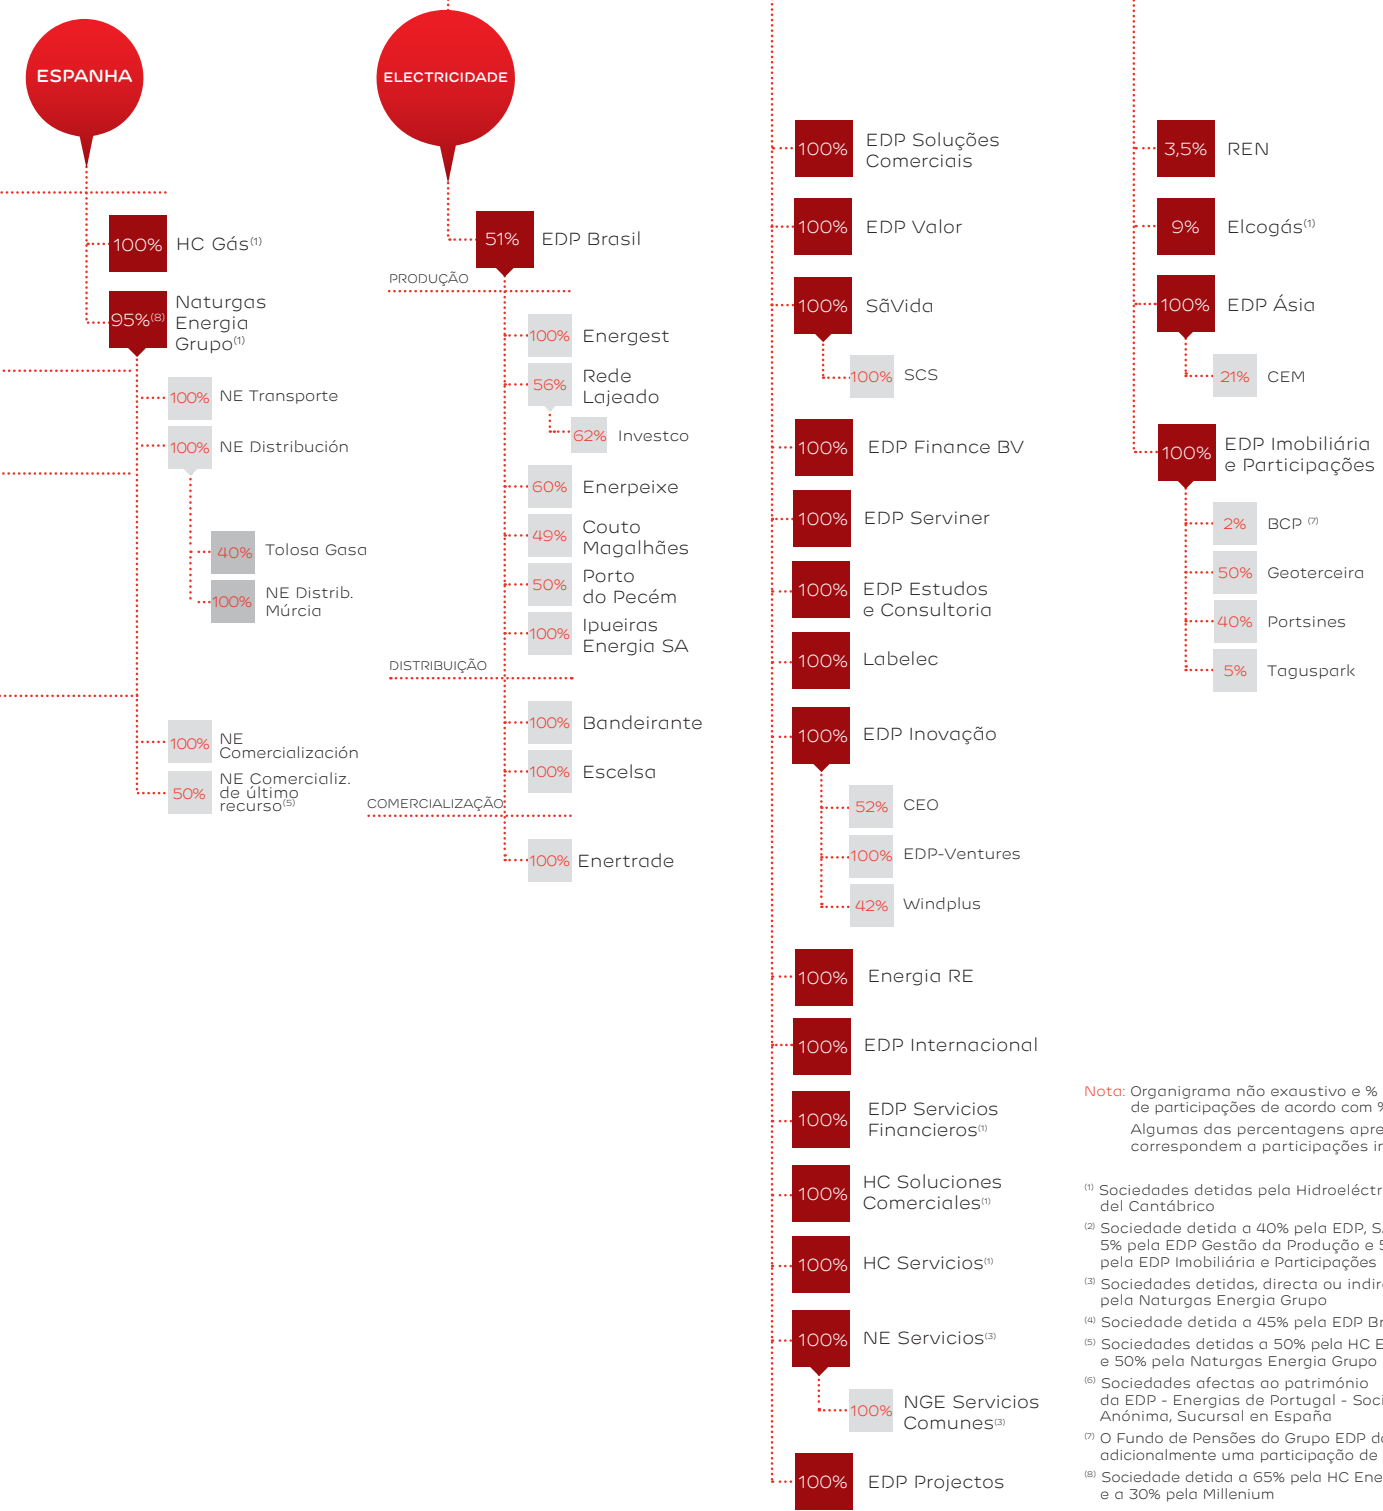 ESPANHA
100% HC Gás(1)
95%(8)
Naturgas
Energia
Grupo(1)
100% NE Transporte
100% NE Distribución
40% Tolosa Gasa
100%
NE Distrib.
Múrcia
100%
NE
Comercialización
50%
NE Comercializ.
de último
recurso(5)
ELECTRICIDADE
51% EDP Brasil
PRODUÇÃO
100% Energest
56%
Rede
Lajeado
62% Investco
60% Enerpeixe
49%
Couto
Magalhães
50%
Porto
do Pecém
100%
Ipueiras
Energia SA
DISTRIBUIÇÃO
100% Bandeirante
100% Escelsa
COMERCIALIZAÇÃO
100% Enertrade
100%
EDP Soluções
Comerciais
100% EDP Valor
100% SãVida
100% SCS
100% EDP Finance BV
100% EDP Serviner
100%
EDP Estudos
e Consultoria
100% Labelec
100% EDP Inovação
52% CEO
100% EDP-Ventures
42% Windplus
100% Energia RE
100% EDP Internacional
100%
EDP Servicios
Financieros(1)
100%
HC Soluciones
Comerciales(1)
100% HC Servicios(1)
100% NE Servicios(3)
100%
NGE Servicios
Comunes(3)
100% EDP Projectos
3,5% REN
9% Elcogás(1)
100% EDP Ásia
21% CEM
100%
EDP Imobiliária
e Participações
2% BCP (7)
50% Geoterceira
40% Portsines
5% Taguspark
Nota: Organigrama não exaustivo e %
de participações de acordo com %
Algumas das percentagens
correspondem a participações
(1) Sociedades detidas pela
del Cantábrico
(2) Sociedade detida a 40% pela EDP,
5% pela EDP Gestão da Produção e
pela EDP Imobiliária e Participações
(3) Sociedades detidas, directa ou
pela Naturgas Energia Grupo
(4) Sociedade detida a 45% pela EDP
(5) Sociedades detidas a 50% pela HC
e 50% pela Naturgas Energia Grupo
(6) Sociedades afectas ao património
da EDP - Energias de Portugal -
Anónima, Sucursal en España
(7) O Fundo de Pensões do Grupo EDP
adicionalmente uma participação de
(8) Sociedade detida a 65% pela HC
e a 30% pela Millenium